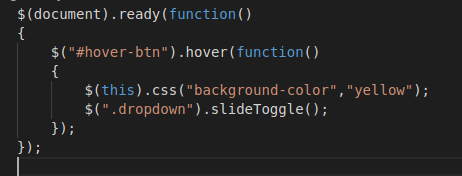 $(document).ready(function()
{
    $("#hover-btn").hover(function()
    {
        $(this).css("background-color","yellow");
        $(".dropdown").slideToggle();
    });
});